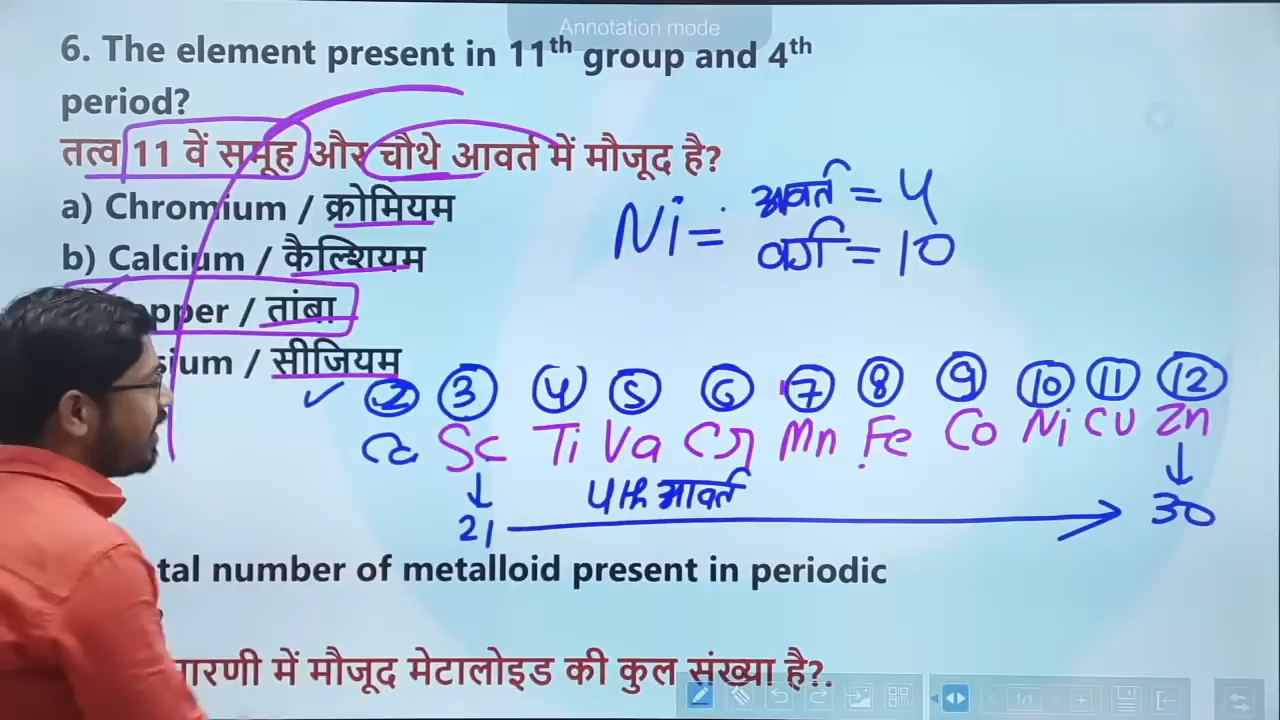 Annotation mode
6. The element present in 11th group and 4th
period?
तत्व 11 वें समूह और चौथे आवर्त में मौजूद है?
a) Chromium / क्रोमियम
b) Calcium / कैल्शियम
pper / तांबा
sium / सीजियम
Ni = आवर्त = 4
वर्ग = 10
2 3 4 5 6 7 8 9 10 11 12
Ca Sc Ti Va Cr Mn Fe Co Ni Cu Zn
4th आवर्त
21 30
tal number of metalloid present in periodic
ारणी में मौजूद मेटालोइड की कुल संख्या है?.
1/1